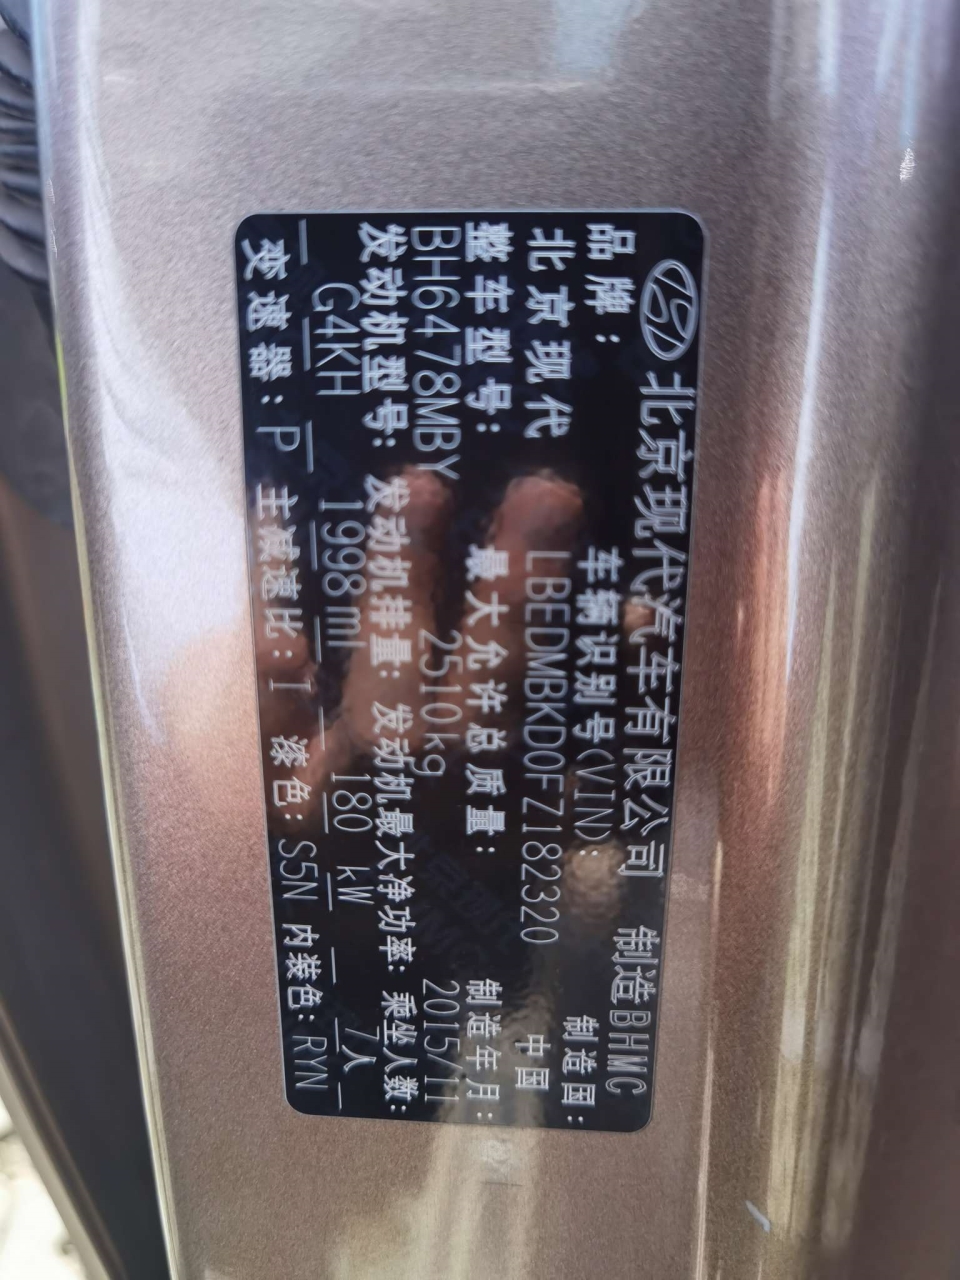 北京现代汽车有限公司 制造BHMC
品牌: 车辆识别号(VIN): 制造国:
北京现代 LBEDMBKD0FZ182320 中国
整车型号: 最大允许总质量: 制造年月:
BH6478MBY 2510kg 2015/11
发动机型号: 发动机排量: 发动机最大净功率: 乘坐人数:
G4KH 1998ml 180 kW 7人
变速器: P 主减速比: I 漆色: S5N 内装色: RYN